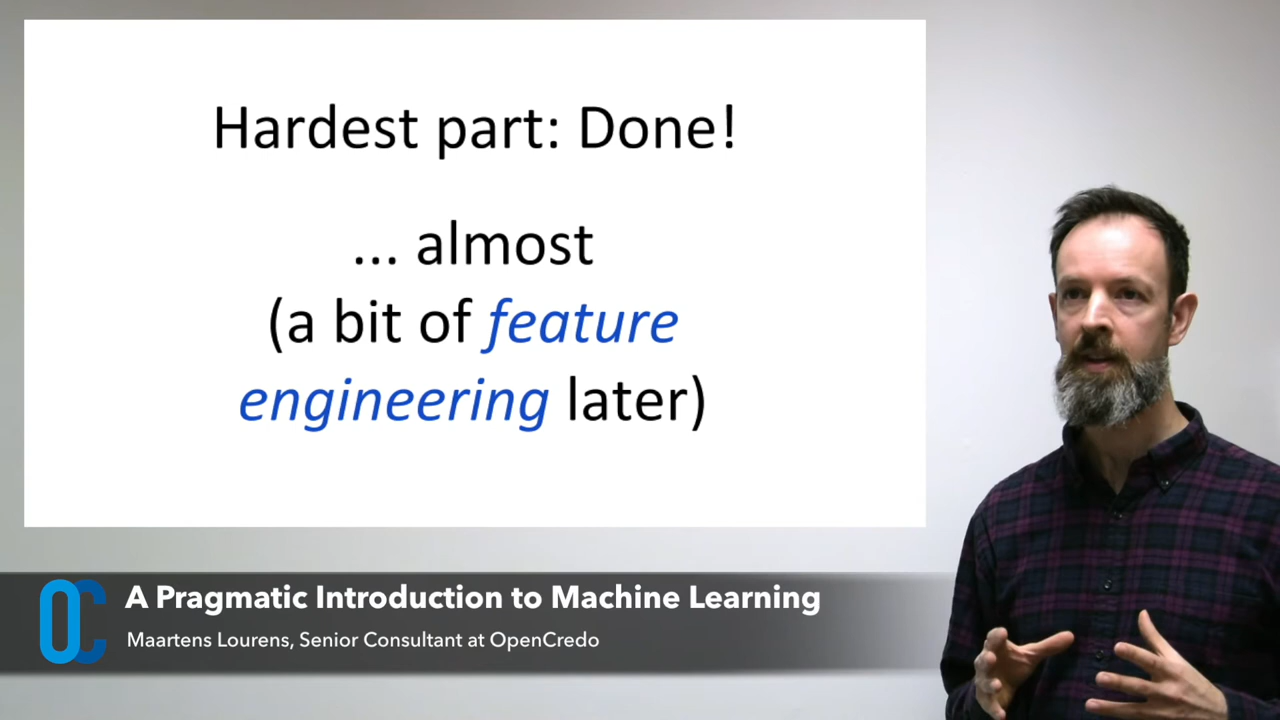 Hardest part: Done!
... almost
(a bit of feature
engineering later)
A Pragmatic Introduction to Machine Learning
Maartens Lourens, Senior Consultant at OpenCredo